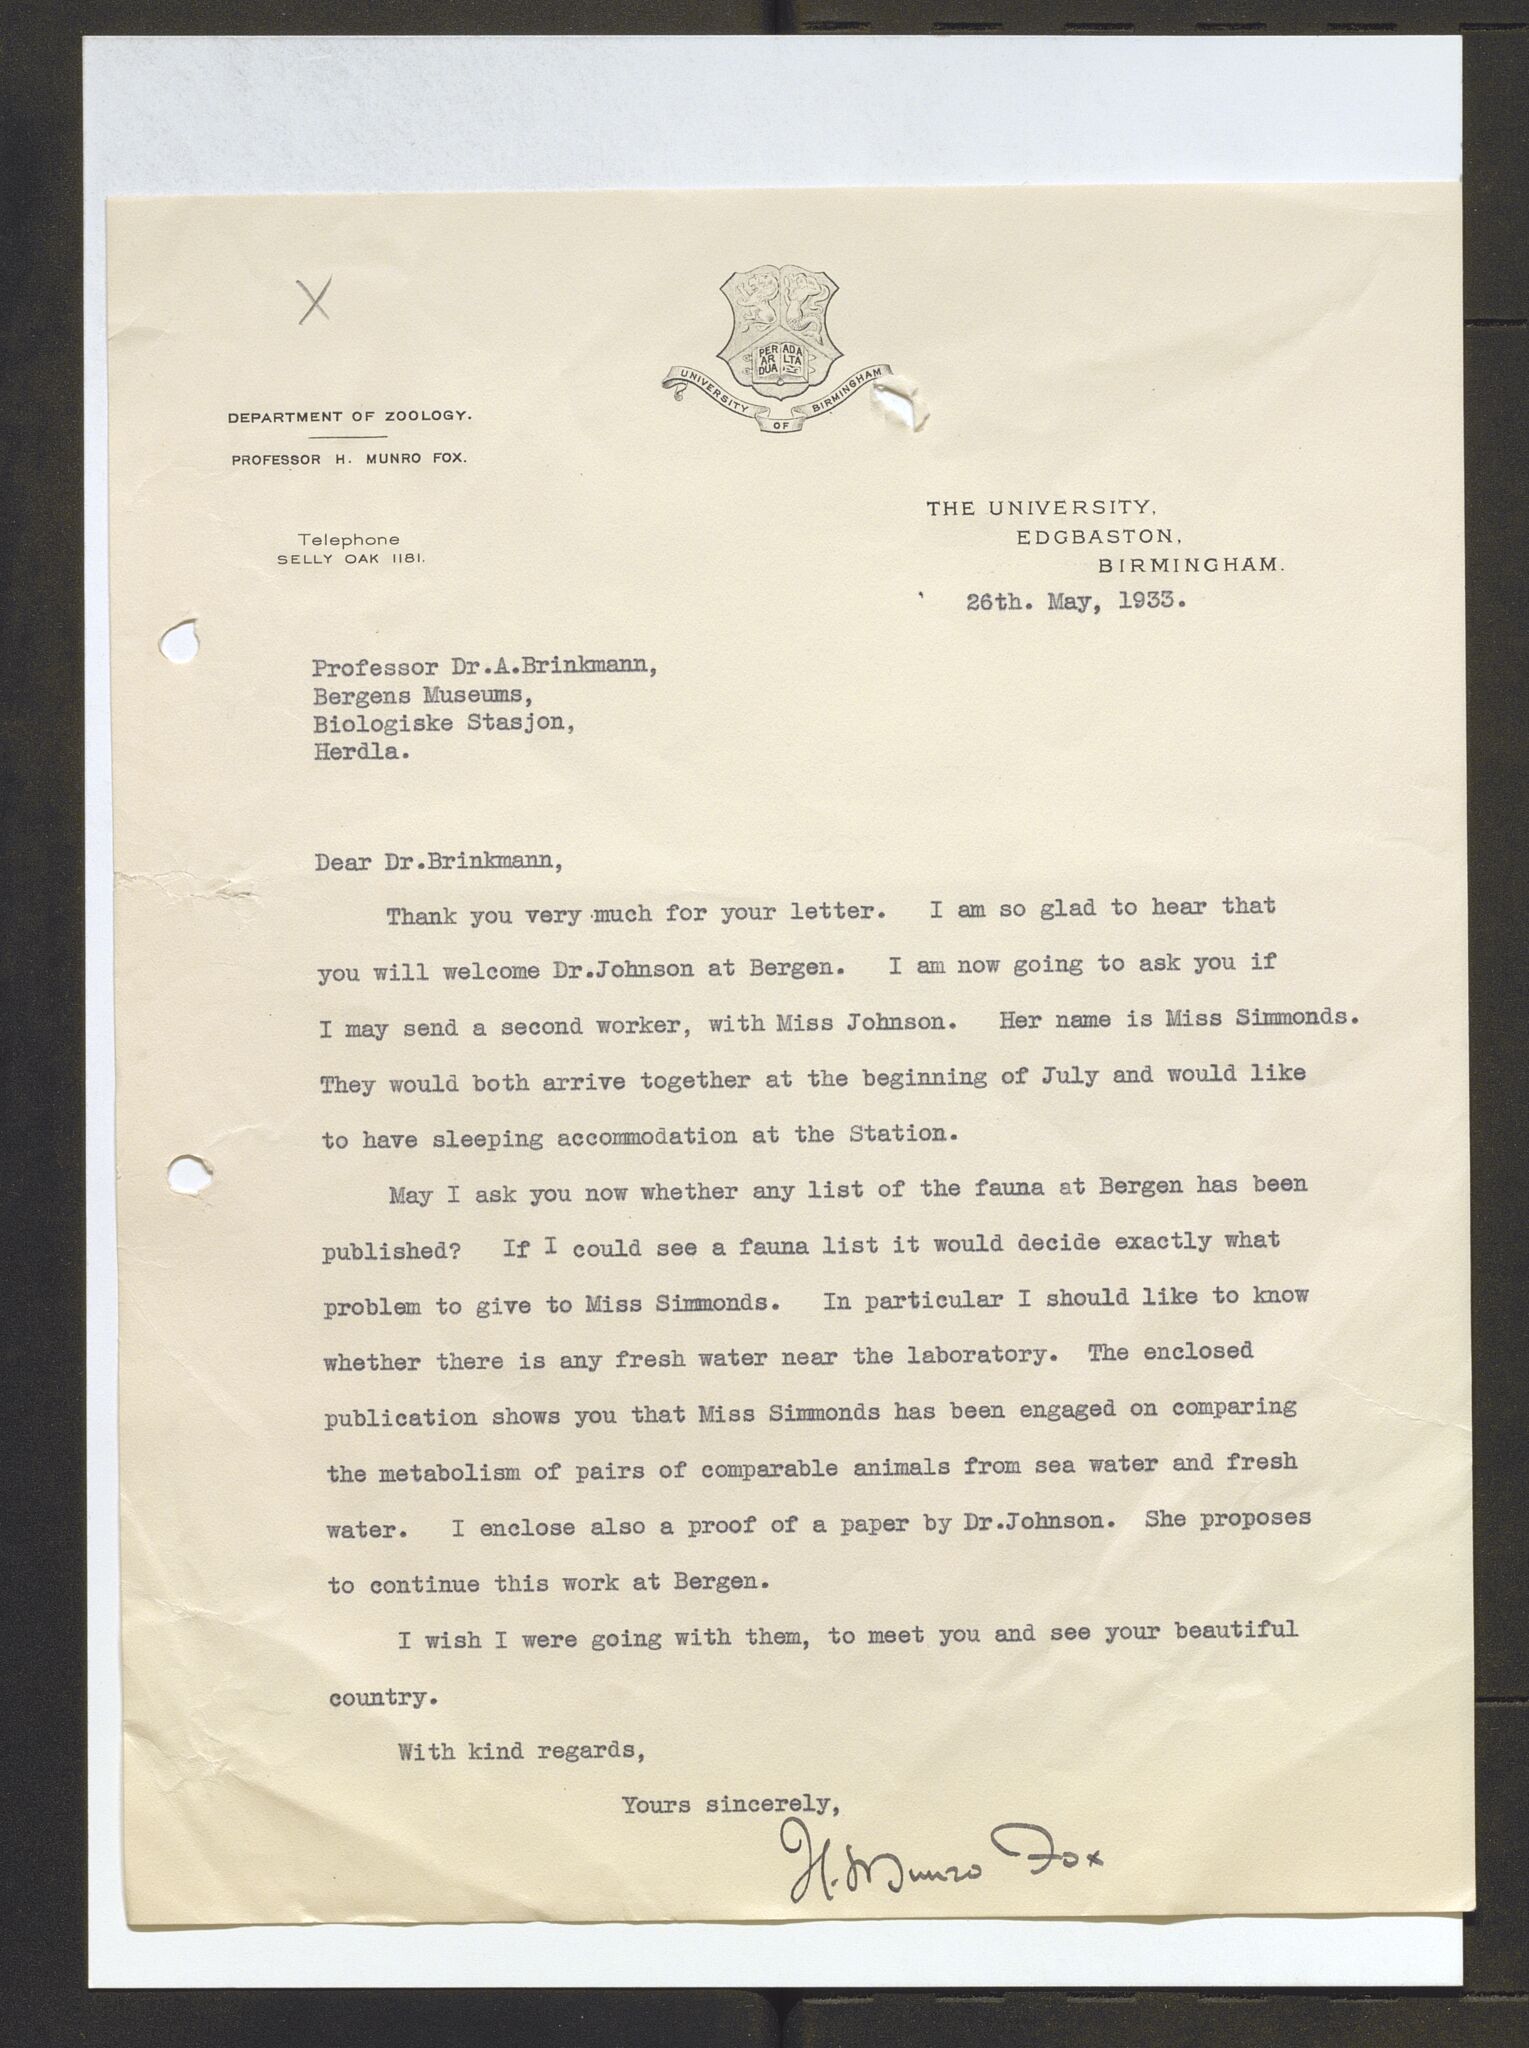 X
PER ARDUA AD ALTA
UNIVERSITY OF BIRMINGHAM
DEPARTMENT OF ZOOLOGY.
PROFESSOR H. MUNRO FOX.
Telephone
SELLY OAK 1181.
THE UNIVERSITY,
EDGBASTON,
BIRMINGHAM.
26th. May, 1933.
Professor Dr.A.Brinkmann,
Bergens Museums,
Biologiske Stasjon,
Herdla.
Dear Dr.Brinkmann,
Thank you very much for your letter. I am so glad to hear that
you will welcome Dr.Johnson at Bergen. I am now going to ask you if
I may send a second worker, with Miss Johnson. Her name is Miss Simmonds.
They would both arrive together at the beginning of July and would like
to have sleeping accommodation at the Station.
May I ask you now whether any list of the fauna at Bergen has been
published? If I could see a fauna list it would decide exactly what
problem to give to Miss Simmonds. In particular I should like to know
whether there is any fresh water near the laboratory. The enclosed
publication shows you that Miss Simmonds has been engaged on comparing
the metabolism of pairs of comparable animals from sea water and fresh
water. I enclose also a proof of a paper by Dr.Johnson. She proposes
to continue this work at Bergen.
I wish I were going with them, to meet you and see your beautiful
country.
With kind regards,
Yours sincerely,
H. Munro Fox